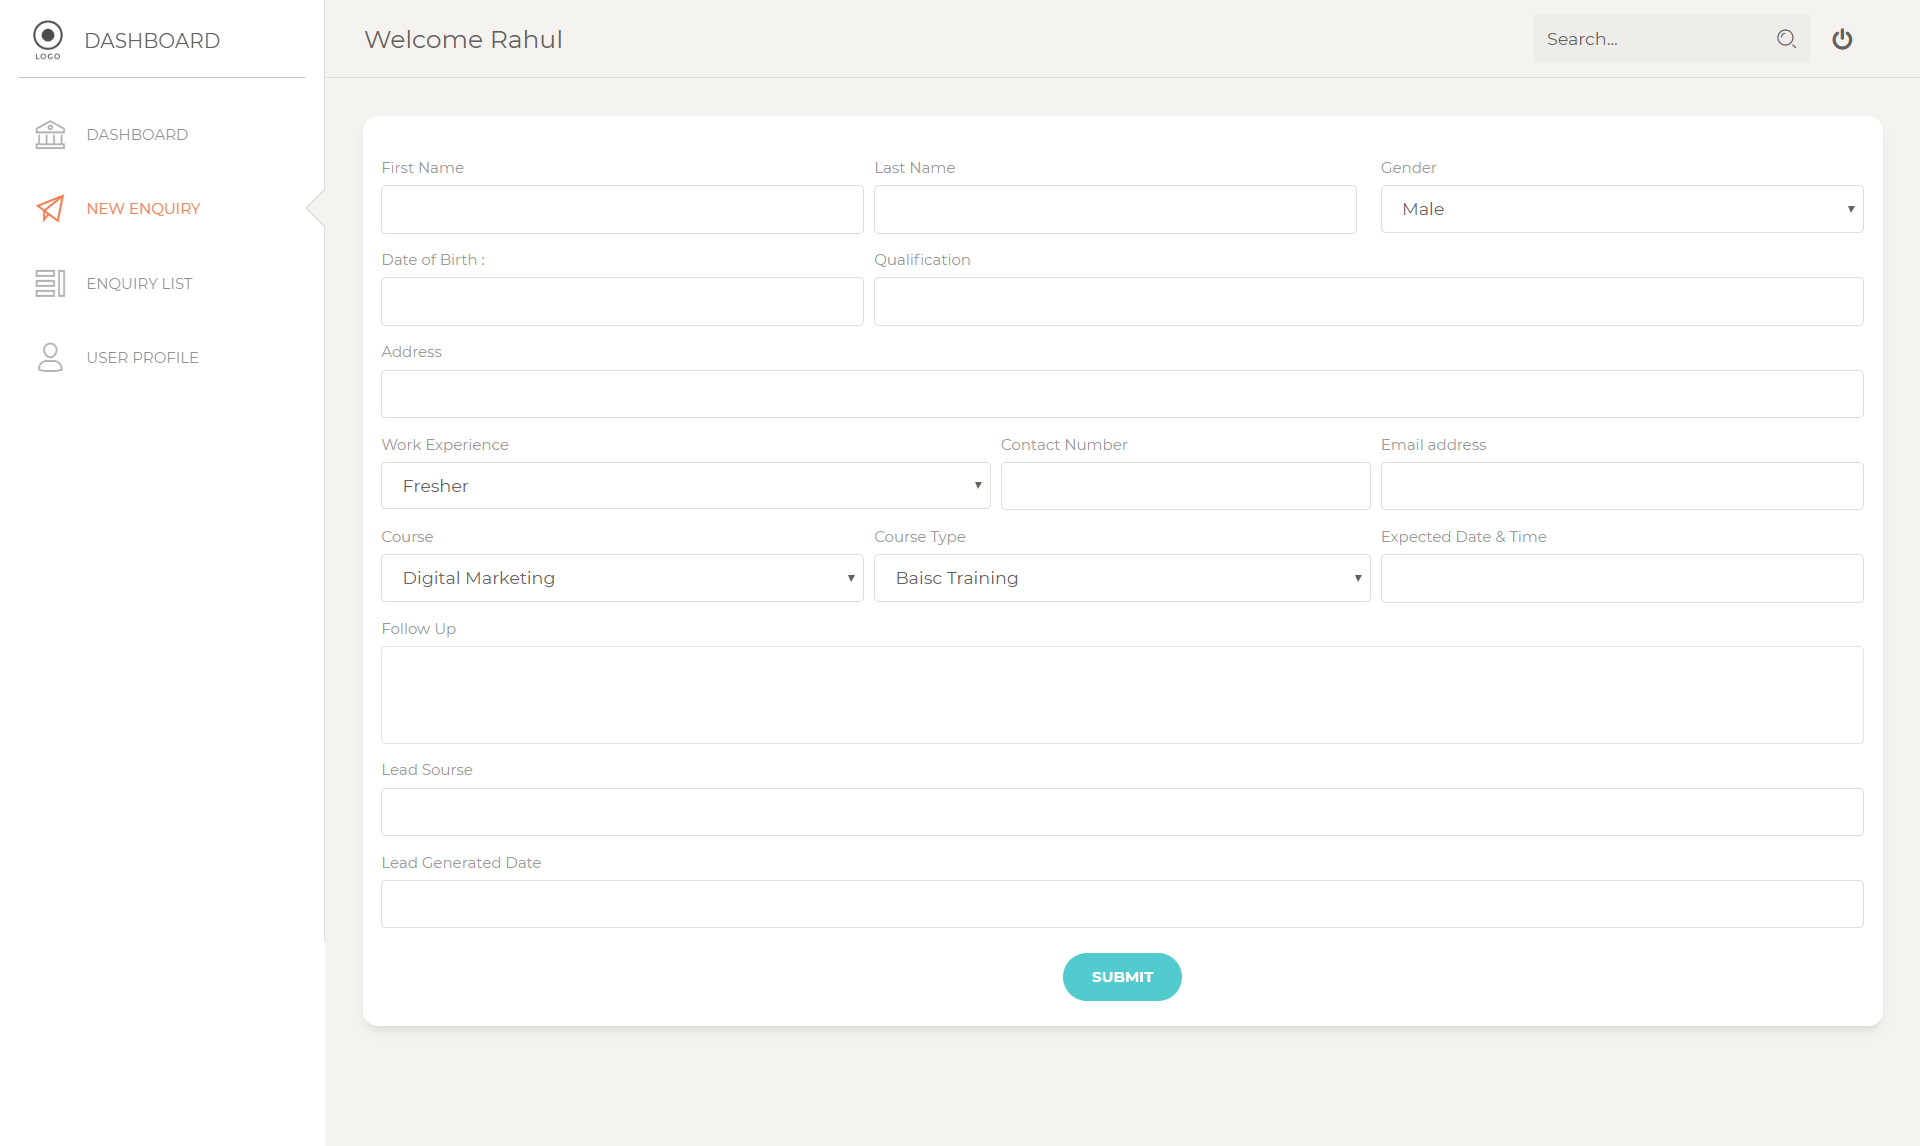 LOGO
DASHBOARD
Welcome Rahul
Search...
DASHBOARD
NEW ENQUIRY
ENQUIRY LIST
USER PROFILE
First Name
Last Name
Gender
Male
Date of Birth :
Qualification
Address
Work Experience
Contact Number
Email address
Fresher
Course
Course Type
Expected Date & Time
Digital Marketing
Baisc Training
Follow Up
Lead Sourse
Lead Generated Date
SUBMIT